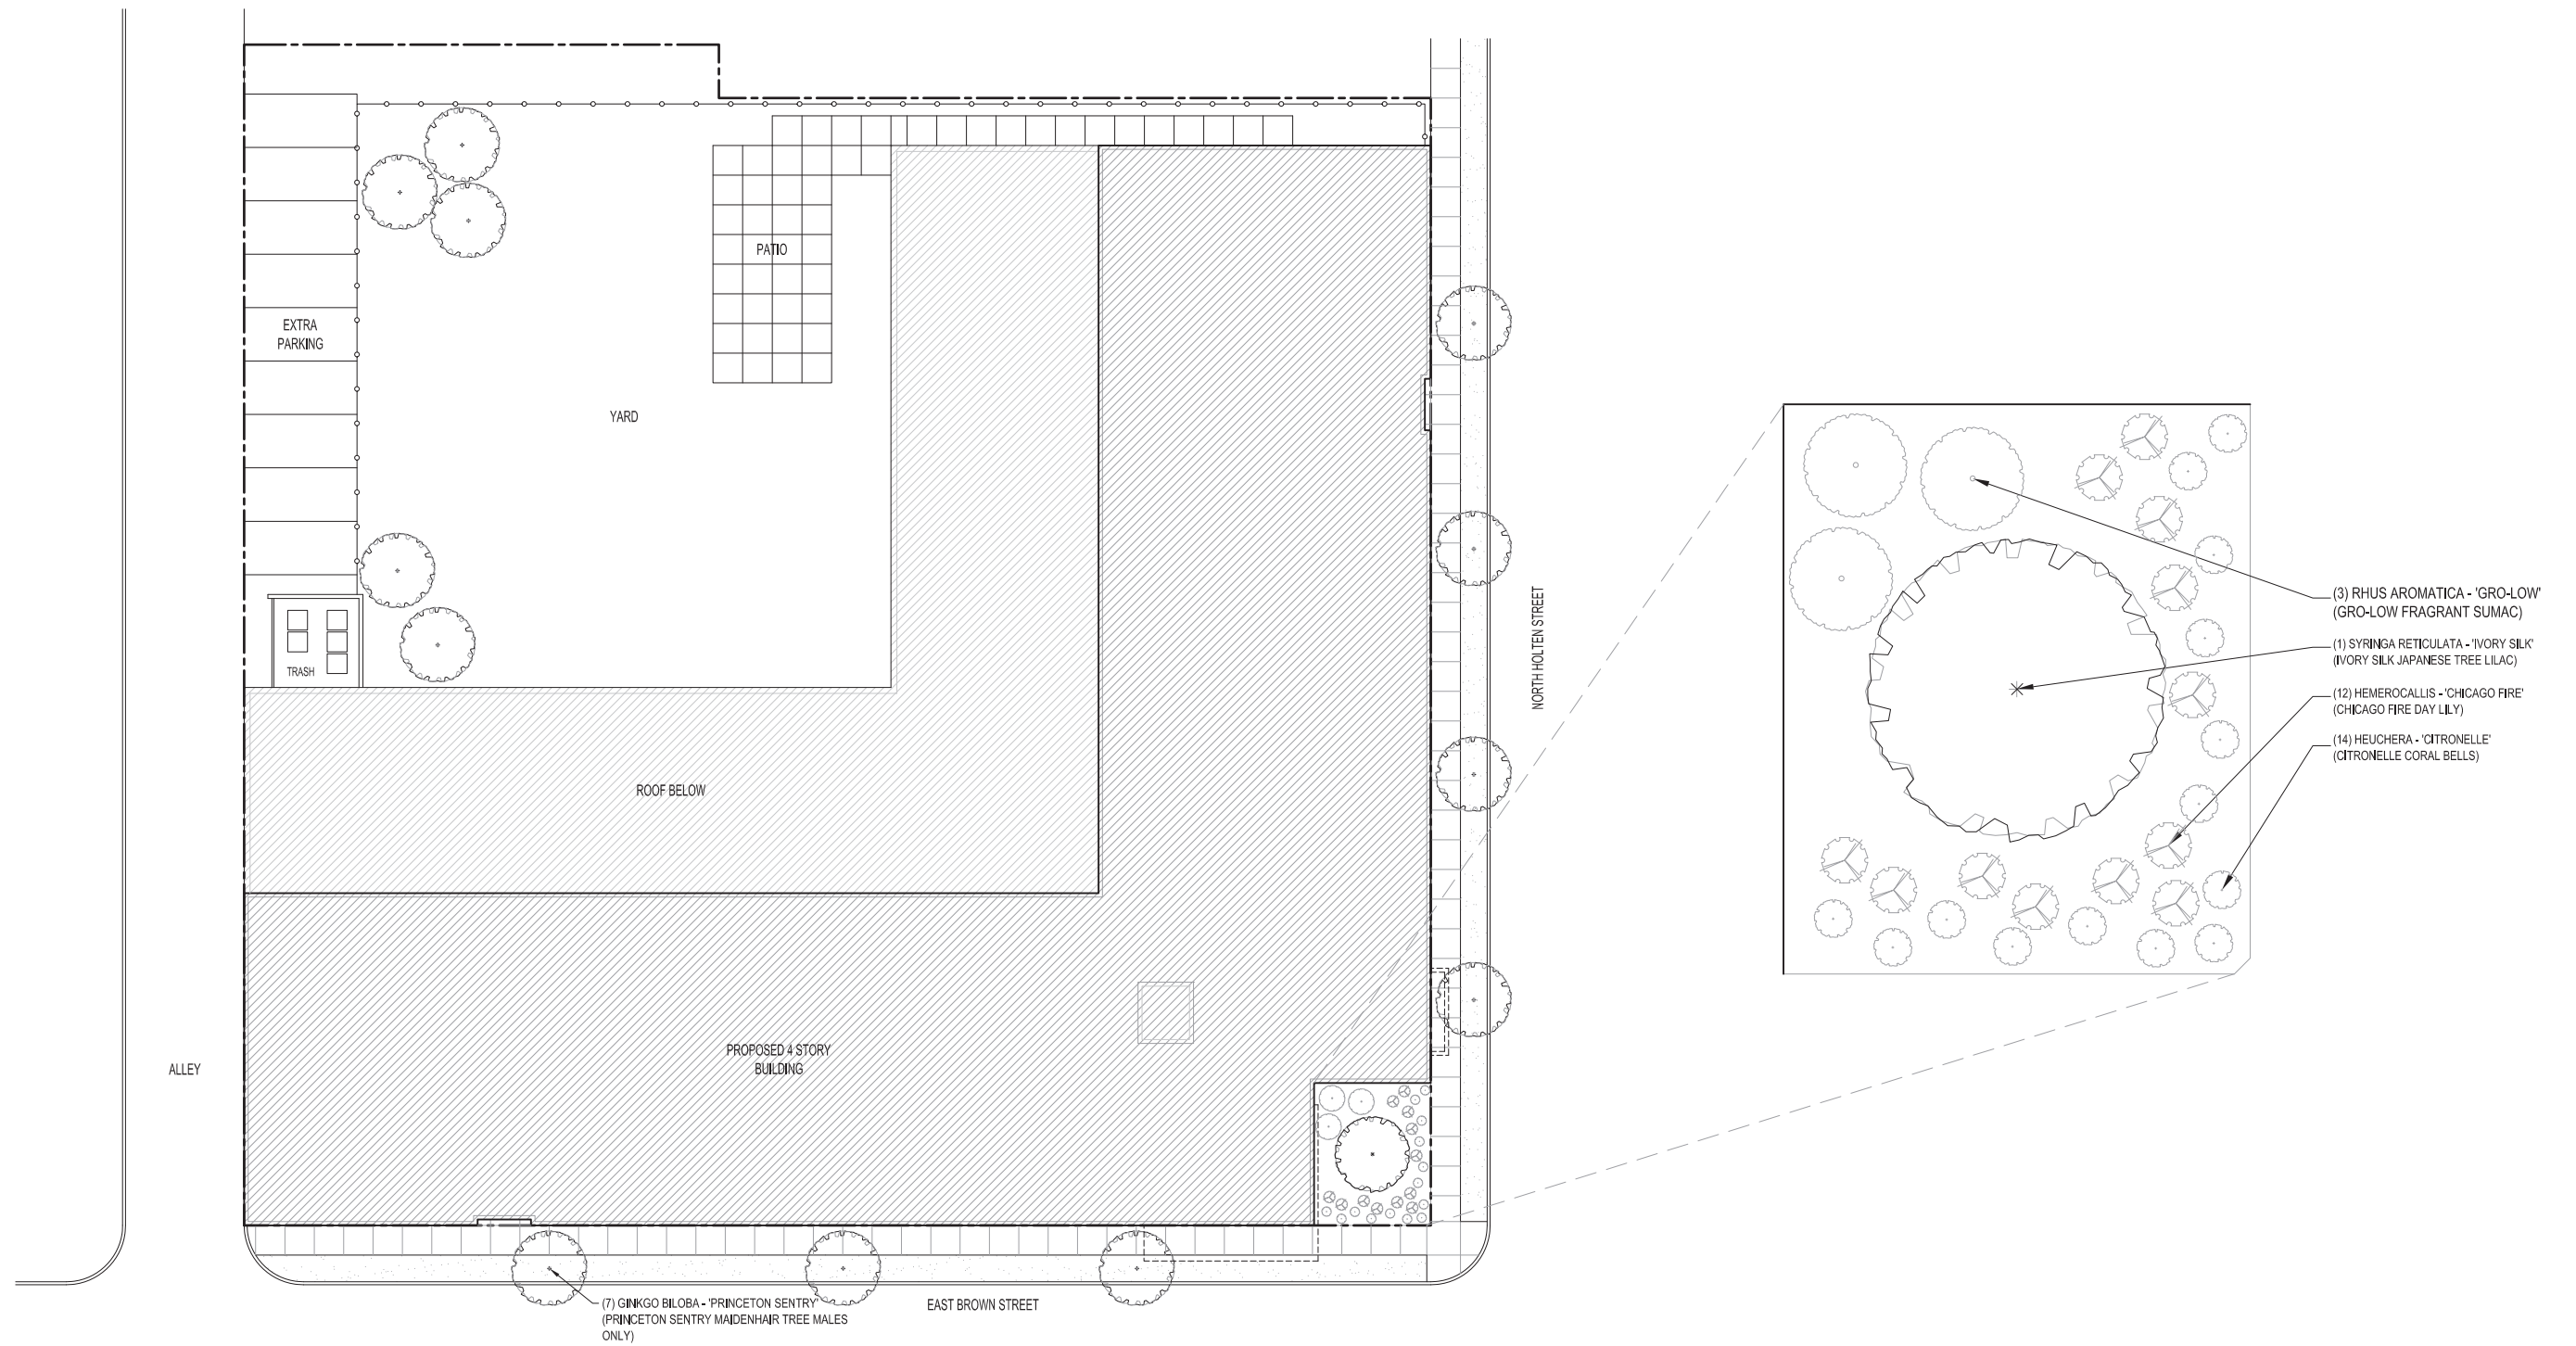 PATIO
EXTRA
PARKING
YARD
TRASH
ROOF BELOW
NORTH HOLTEN STREET
PROPOSED 4 STORY
BUILDING
ALLEY
EAST BROWN STREET
(7) GINKGO BILOBA - 'PRINCETON SENTRY'
(PRINCETON SENTRY MAIDENHAIR TREE MALES
ONLY)
(3) RHUS AROMATICA - 'GRO-LOW'
(GRO-LOW FRAGRANT SUMAC)
(1) SYRINGA RETICULATA - 'IVORY SILK'
(IVORY SILK JAPANESE TREE LILAC)
(12) HEMEROCALLIS - 'CHICAGO FIRE'
(CHICAGO FIRE DAY LILY)
(14) HEUCHERA - 'CITRONELLE'
(CITRONELLE CORAL BELLS)